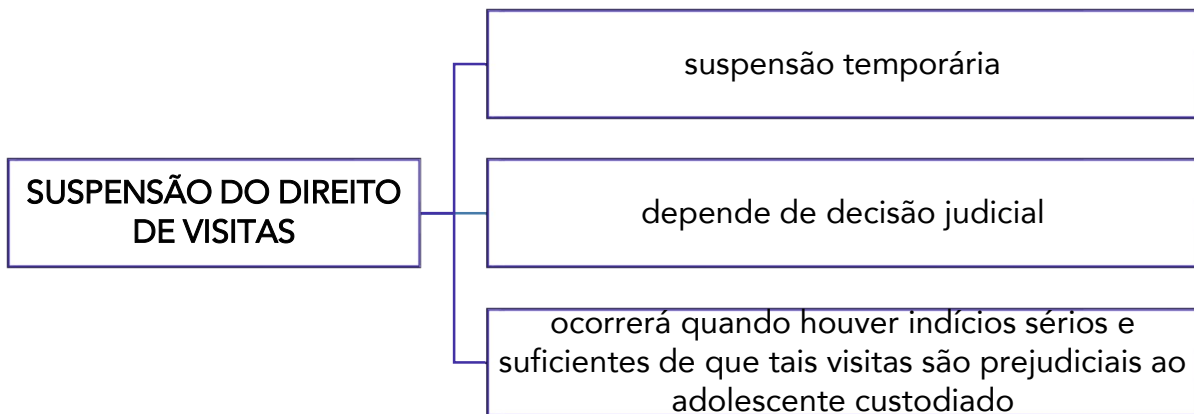 SUSPENSÃO DO DIREITO
DE VISITAS
suspensão temporária
depende de decisão judicial
ocorrerá quando houver indícios sérios e
suficientes de que tais visitas são prejudiciais ao
adolescente custodiado